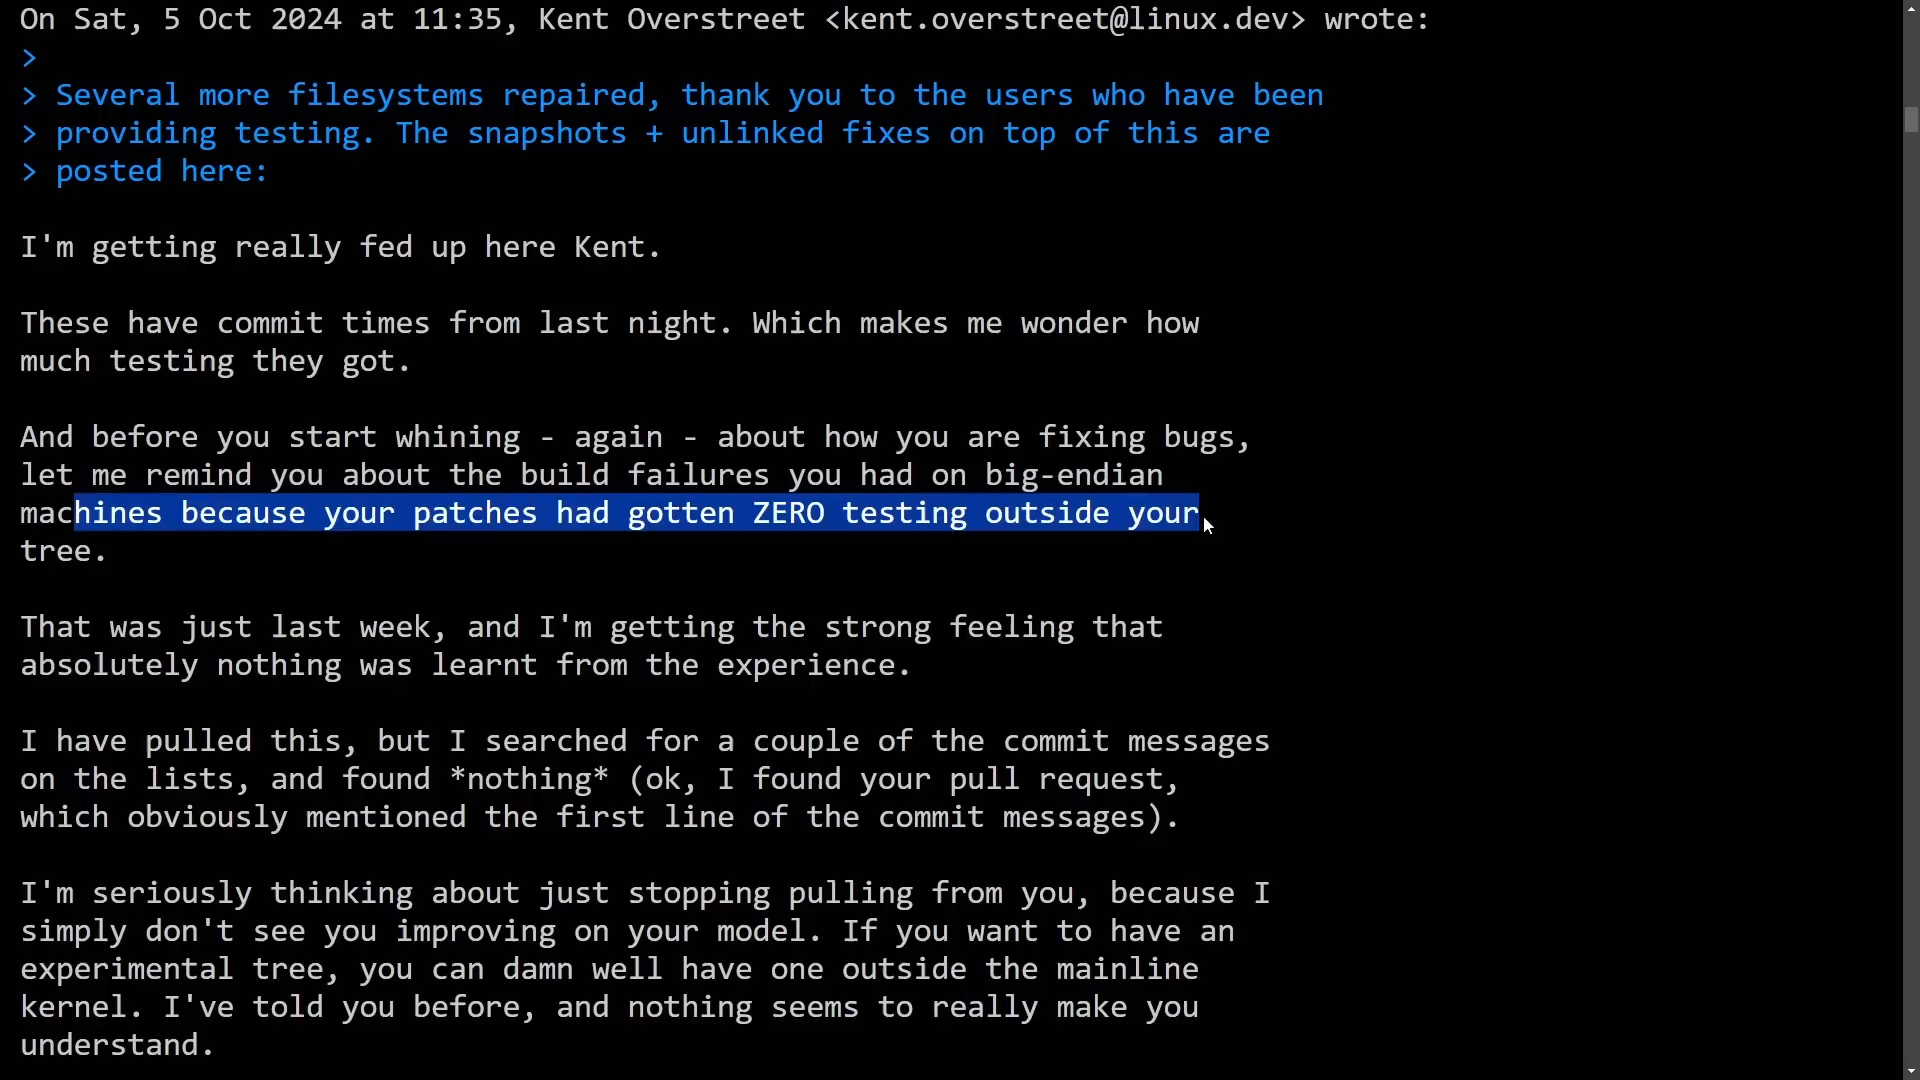 On Sat, 5 Oct 2024 at 11:35, Kent Overstreet <kent.overstreet@linux.dev> wrote:
>
> Several more filesystems repaired, thank you to the users who have been
> providing testing. The snapshots + unlinked fixes on top of this are
> posted here:
I'm getting really fed up here Kent.
These have commit times from last night. Which makes me wonder how
much testing they got.
And before you start whining - again - about how you are fixing bugs,
let me remind you about the build failures you had on big-endian
machines because your patches had gotten ZERO testing outside your
tree.
That was just last week, and I'm getting the strong feeling that
absolutely nothing was learnt from the experience.
I have pulled this, but I searched for a couple of the commit messages
on the lists, and found *nothing* (ok, I found your pull request,
which obviously mentioned the first line of the commit messages).
I'm seriously thinking about just stopping pulling from you, because I
simply don't see you improving on your model. If you want to have an
experimental tree, you can damn well have one outside the mainline
kernel. I've told you before, and nothing seems to really make you
understand.